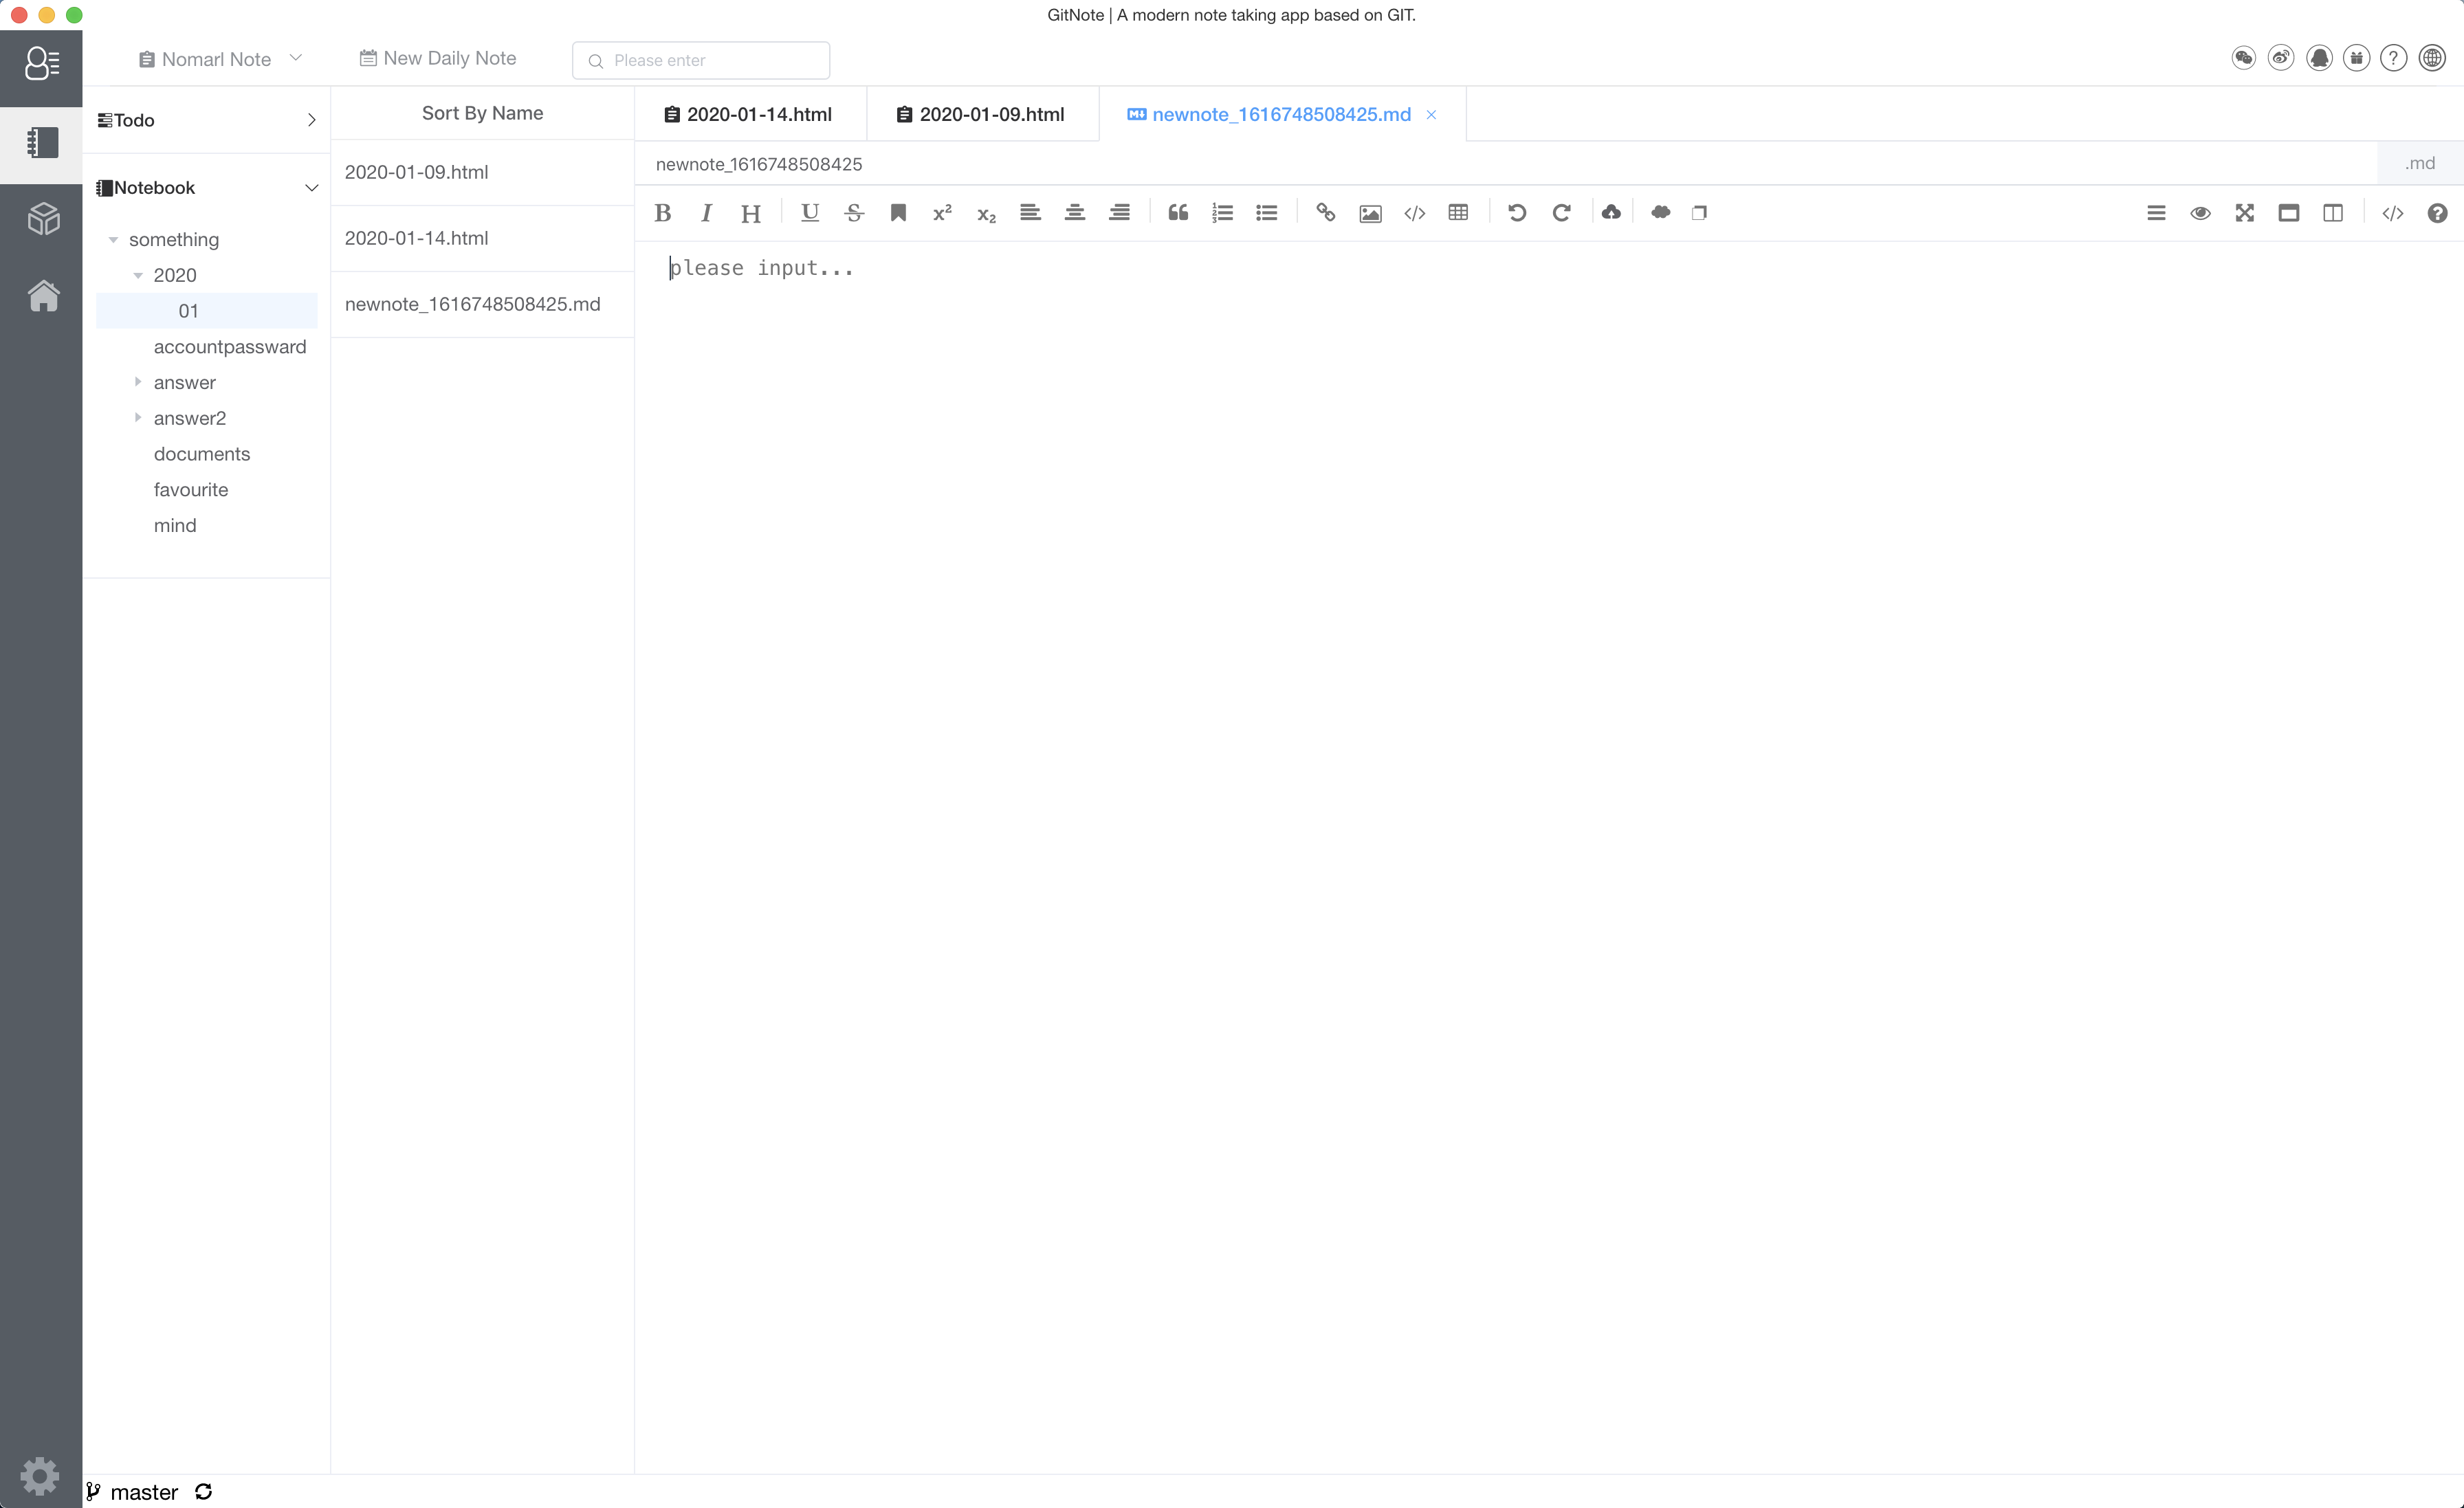 GitNote | A modern note taking app based on GIT.
Nomarl Note
New Daily Note
Please enter
Todo
Notebook
something
2020
01
accountpassward
answer
answer2
documents
favourite
mind
Sort By Name
2020-01-09.html
2020-01-14.html
newnote_1616748508425.md
2020-01-14.html
2020-01-09.html
newnote_1616748508425.md
newnote_1616748508425
.md
please input...
master